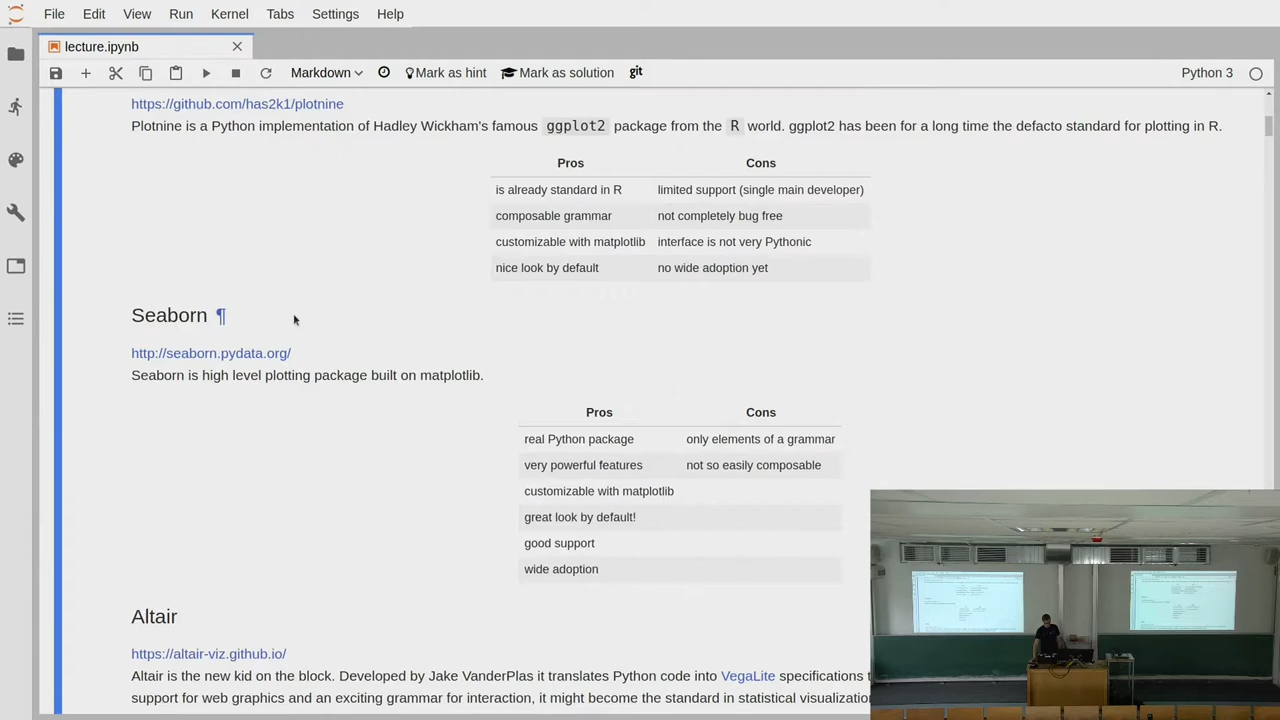 File Edit View Run Kernel Tabs Settings Help
lecture.ipynb
Markdown Mark as hint Mark as solution git Python 3
https://github.com/has2k1/plotnine
Plotnine is a Python implementation of Hadley Wickham's famous ggplot2 package from the R world. ggplot2 has been for a long time the defacto standard for plotting in R.
Pros Cons
is already standard in R limited support (single main developer)
composable grammar not completely bug free
customizable with matplotlib interface is not very Pythonic
nice look by default no wide adoption yet
Seaborn ¶
http://seaborn.pydata.org/
Seaborn is high level plotting package built on matplotlib.
Pros Cons
real Python package only elements of a grammar
very powerful features not so easily composable
customizable with matplotlib
great look by default!
good support
wide adoption
Altair
https://altair-viz.github.io/
Altair is the new kid on the block. Developed by Jake VanderPlas it translates Python code into VegaLite specifications
support for web graphics and an exciting grammar for interaction, it might become the standard in statistical visualization